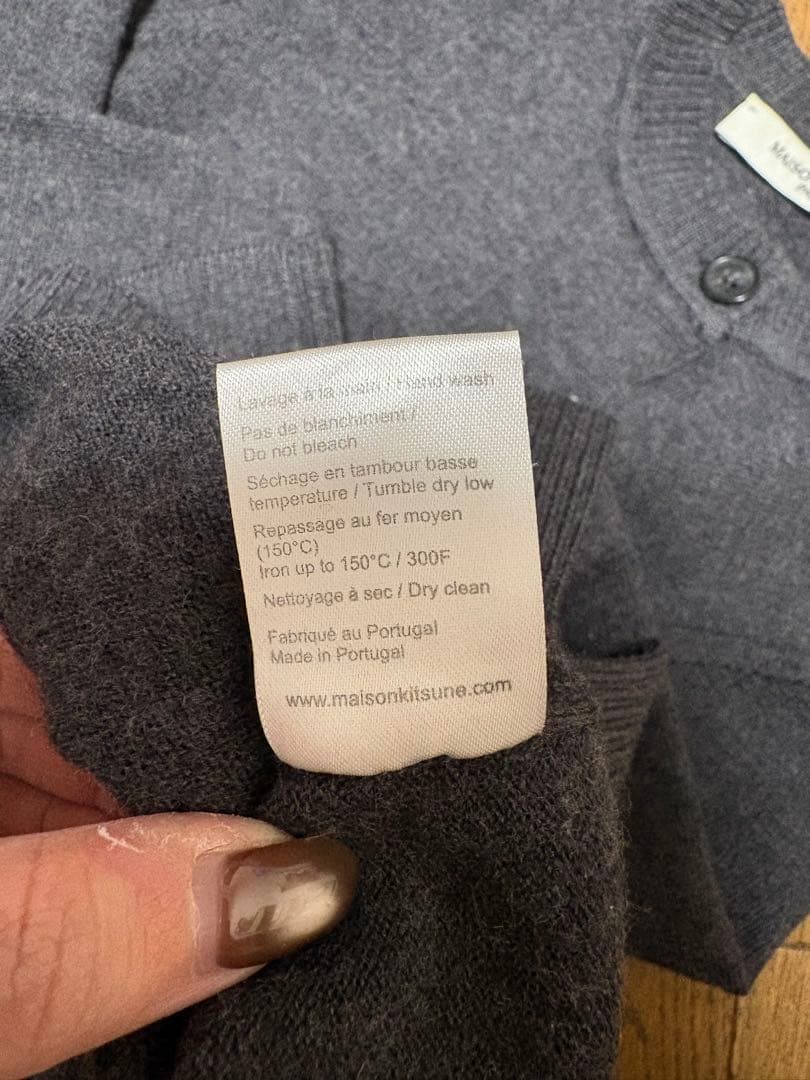 Lavage à la main / Hand wash
Pas de blanchiment /
Do not bleach
Séchage en tambour basse
temperature / Tumble dry low
Repassage au fer moyen
(150°C)
Iron up to 150°C / 300F
Nettoyage à sec / Dry clean
Fabriqué au Portugal
Made in Portugal
www.maisonkitsune.com